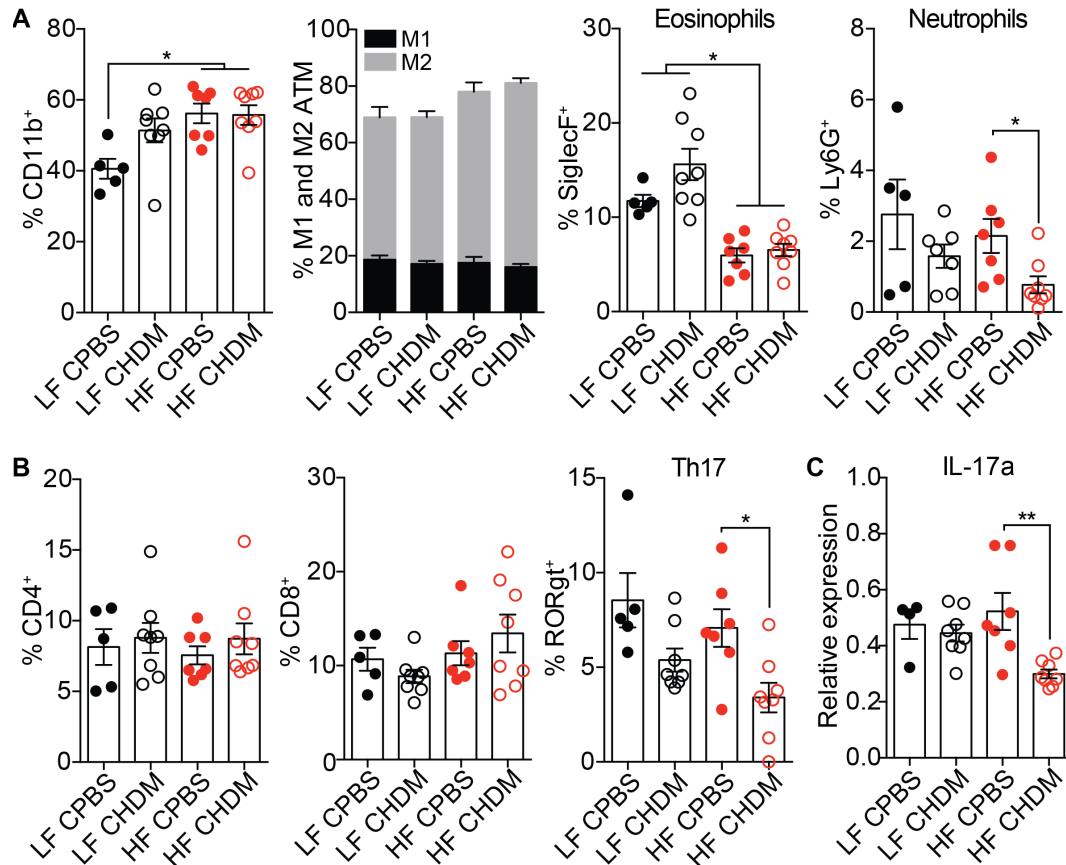 A
% CD11b+
80
60
40
20
0
*
LF CPBS
LF CHDM
HF CPBS
HF CHDM
% M1 and M2 ATM
100
80
60
40
20
0
M1
M2
LF CPBS
LF CHDM
HF CPBS
HF CHDM
Eosinophils
% SiglecF+
30
20
10
0
*
LF CPBS
LF CHDM
HF CPBS
HF CHDM
Neutrophils
% Ly6G+
8
6
4
2
0
*
LF CPBS
LF CHDM
HF CPBS
HF CHDM
B
% CD4+
20
15
10
5
0
LF CPBS
LF CHDM
HF CPBS
HF CHDM
% CD8+
30
20
10
0
LF CPBS
LF CHDM
HF CPBS
HF CHDM
Th17
% RORgt+
15
10
5
0
*
LF CPBS
LF CHDM
HF CPBS
HF CHDM
C
IL-17a
Relative expression
1.0
0.8
0.6
0.4
0.2
0.0
**
LF CPBS
LF CHDM
HF CPBS
HF CHDM